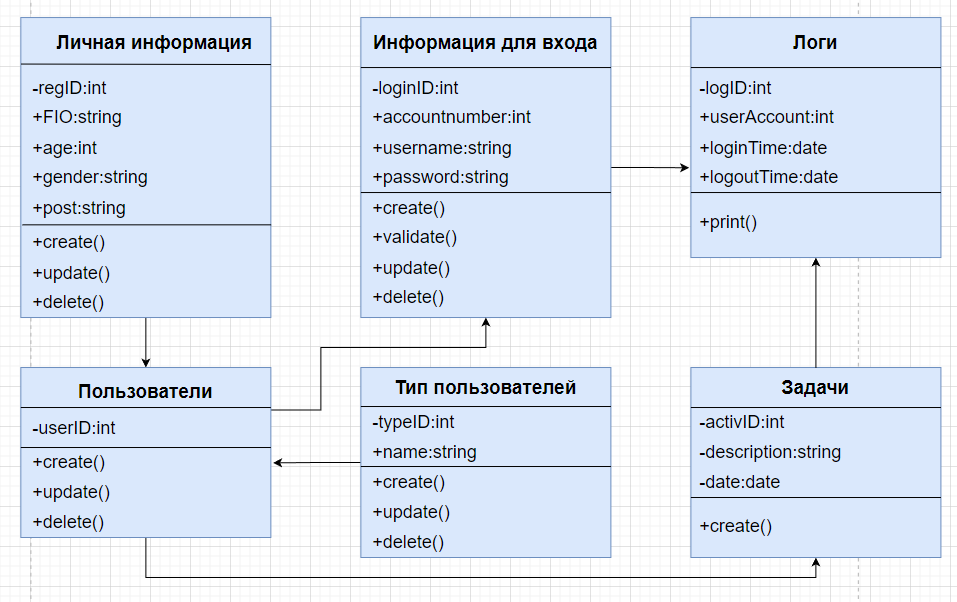 Личная информация
-regID:int
+FIO:string
+age:int
+gender:string
+post:string
+create()
+update()
+delete()
Информация для входа
-loginID:int
+accountnumber:int
+username:string
+password:string
+create()
+validate()
+update()
+delete()
Логи
-logID:int
+userAccount:int
+loginTime:date
+logoutTime:date
+print()
Пользователи
-userID:int
+create()
+update()
+delete()
Тип пользователей
-typeID:int
+name:string
+create()
+update()
+delete()
Задачи
-activID:int
-description:string
-date:date
+create()